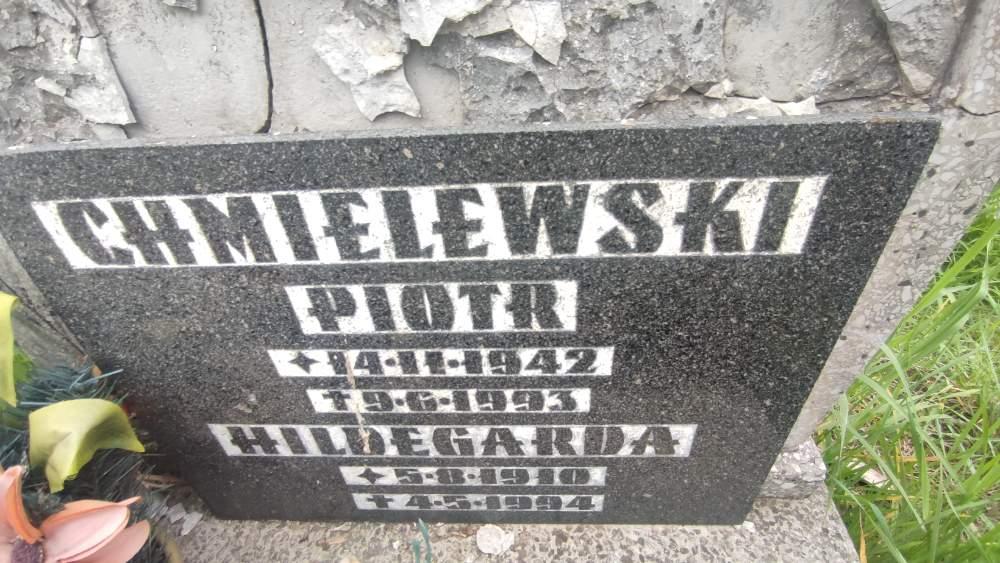 CHMIELEWSKI
PIOTR
✦14·11·1942
✝9·6·1993
HILDEGARDA
✦5·8·1910
✝4·5·1994